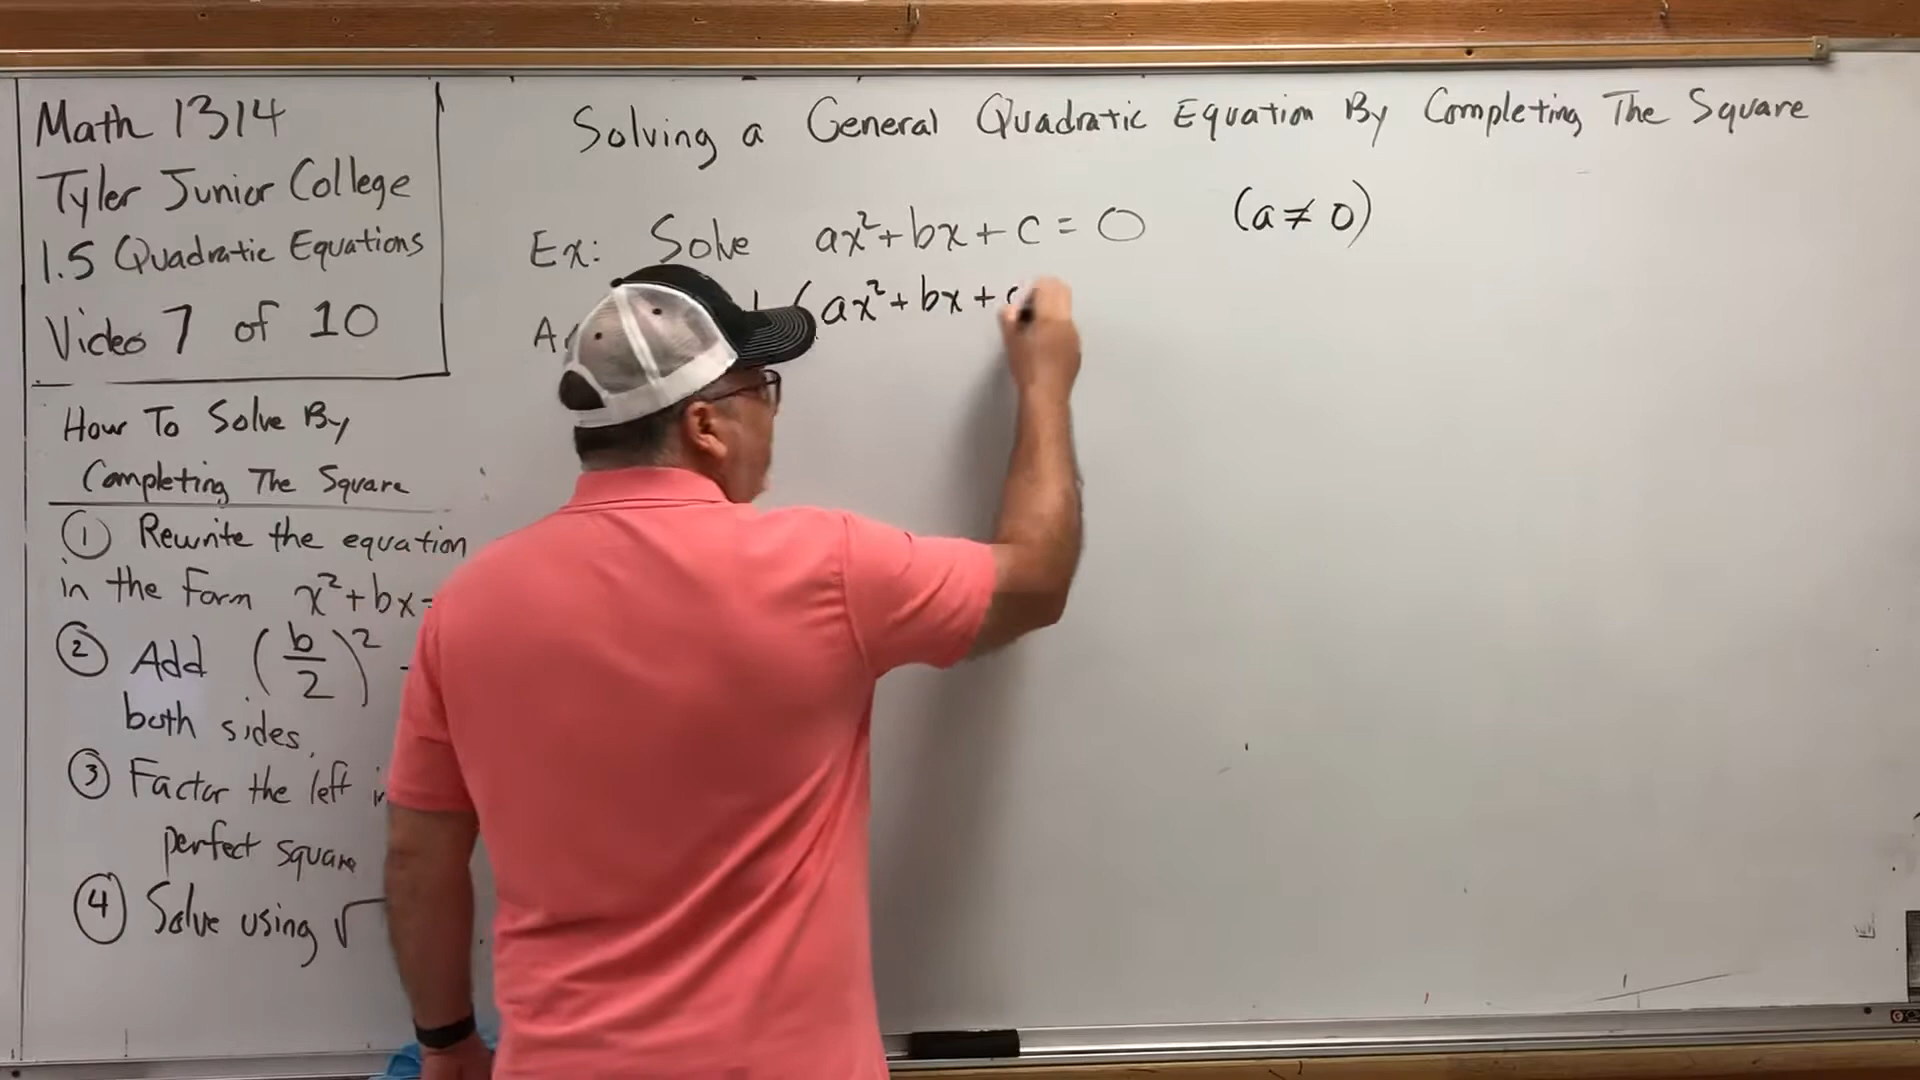 Math 1314
Tyler Junior College
1.5 Quadratic Equations
Video 7 of 10
How To Solve By
Completing The Square
① Rewrite the equation
in the form x²+bx=
② Add (b/2)²
both sides.
③ Factor the left
perfect square
④ Solve using √
Solving a General Quadratic Equation By Completing The Square
Ex: Solve ax²+bx+c=0 (a≠0)
(ax²+bx+